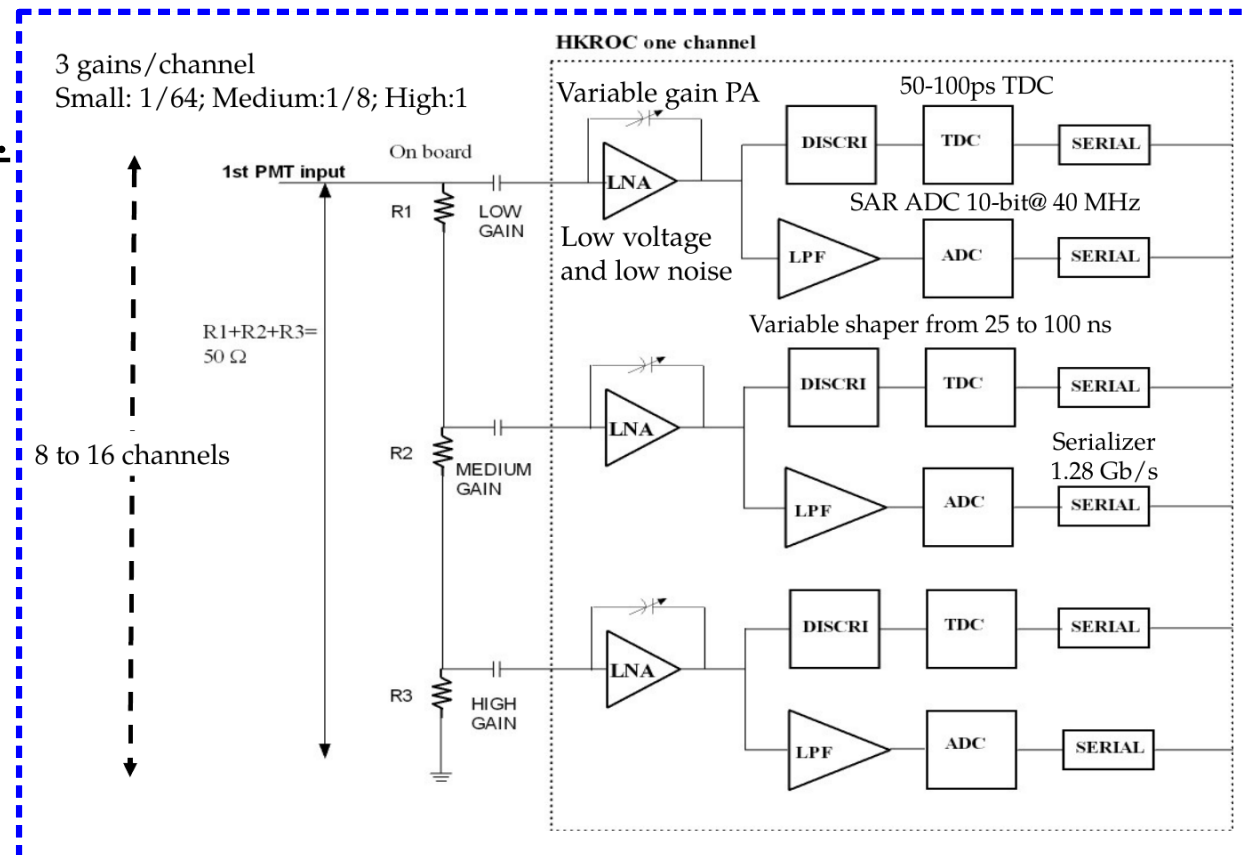 HKROC one channel
3 gains/channel
Small: 1/64; Medium:1/8; High:1
Variable gain PA
50-100ps TDC
On board
1st PMT input
R1
LOW
GAIN
LNA
DISCRI
TDC
SERIAL
SAR ADC 10-bit@ 40 MHz
Low voltage
and low noise
LPF
ADC
SERIAL
R1+R2+R3=
50 Ω
Variable shaper from 25 to 100 ns
DISCRI
TDC
SERIAL
8 to 16 channels
R2
MEDIUM
GAIN
LNA
Serializer
1.28 Gb/s
LPF
ADC
SERIAL
DISCRI
TDC
SERIAL
R3
HIGH
GAIN
LNA
LPF
ADC
SERIAL